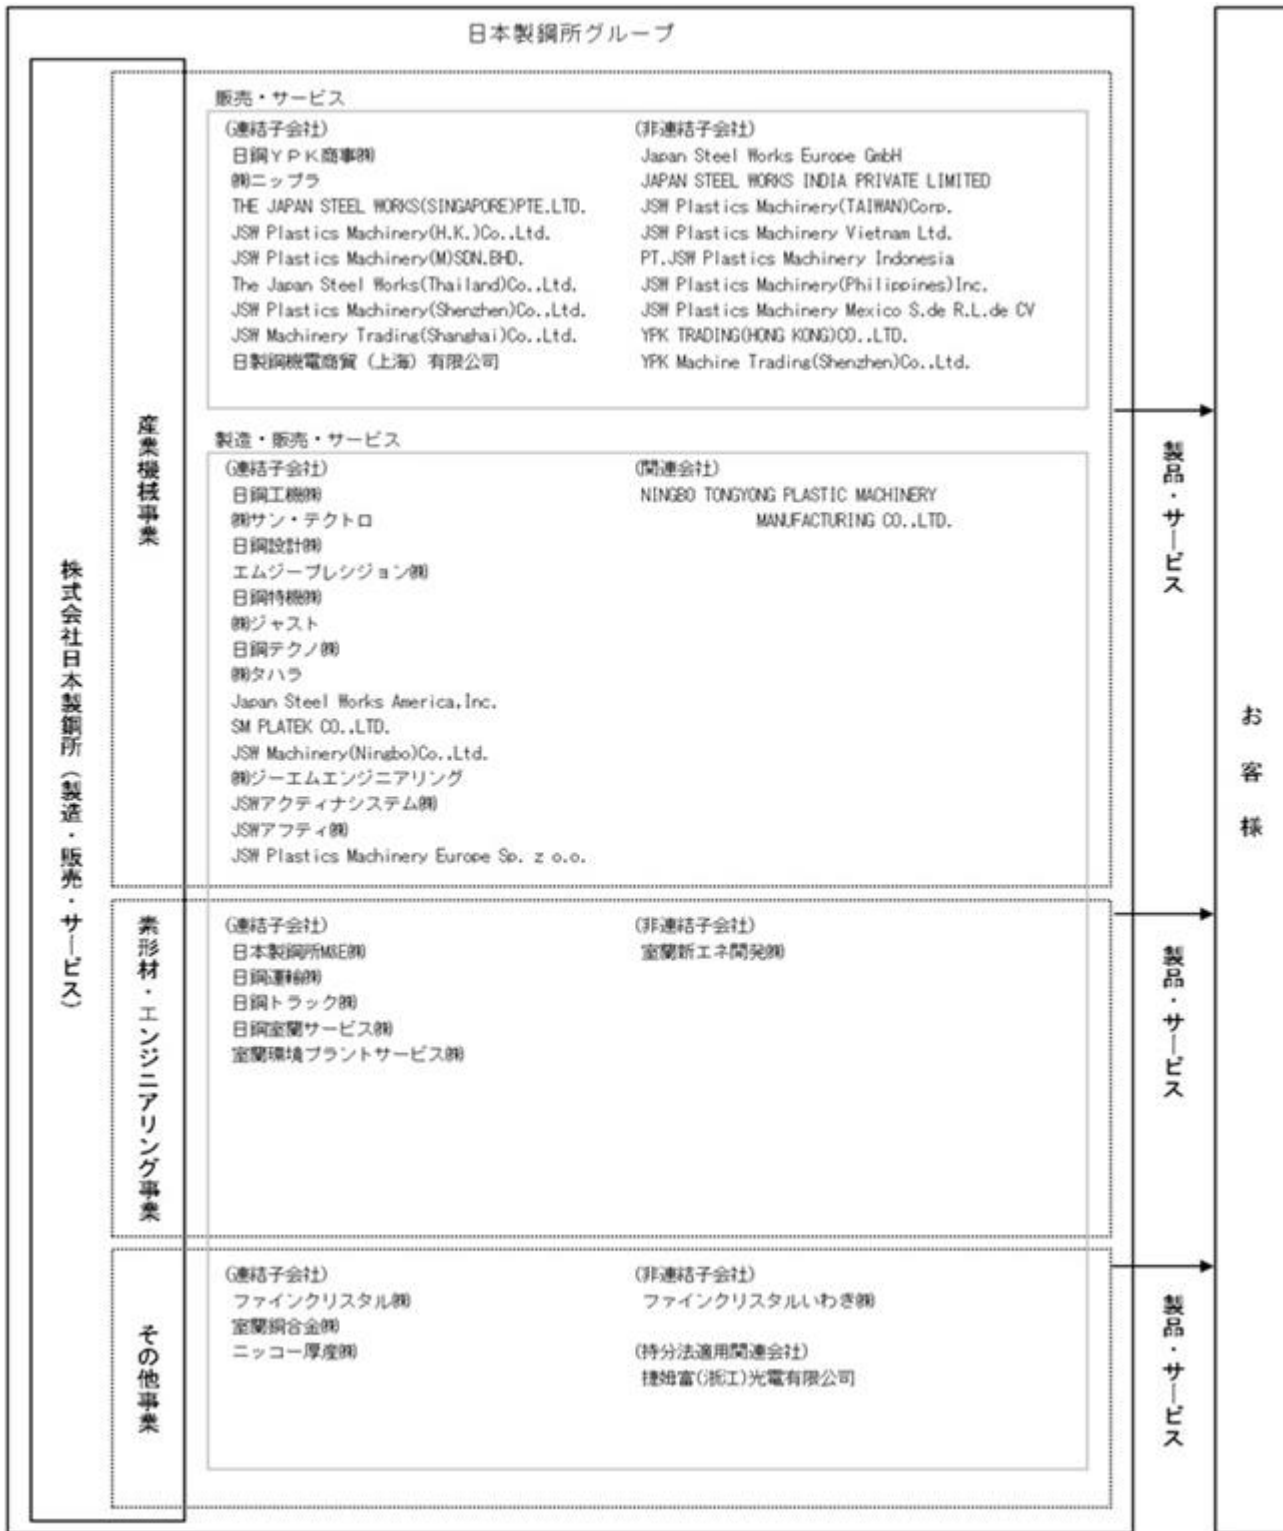 日本製鋼所グループ
株式会社日本製鋼所（製造・販売・サービス）
産業機械事業
販売・サービス
(連結子会社)
日鋼ＹＰＫ商事㈱
㈱ニップラ
THE JAPAN STEEL WORKS(SINGAPORE)PTE.LTD.
JSW Plastics Machinery(H.K.)Co.,Ltd.
JSW Plastics Machinery(M)SDN.BHD.
The Japan Steel Works(Thailand)Co.,Ltd.
JSW Plastics Machinery(Shenzhen)Co.,Ltd.
JSW Machinery Trading(Shanghai)Co.,Ltd.
日製鋼機電商貿（上海）有限公司
(非連結子会社)
Japan Steel Works Europe GmbH
JAPAN STEEL WORKS INDIA PRIVATE LIMITED
JSW Plastics Machinery(TAIWAN)Corp.
JSW Plastics Machinery Vietnam Ltd.
PT.JSW Plastics Machinery Indonesia
JSW Plastics Machinery(Philippines)Inc.
JSW Plastics Machinery Mexico S.de R.L.de CV
YPK TRADING(HONG KONG)CO.,LTD.
YPK Machine Trading(Shenzhen)Co.,Ltd.
製造・販売・サービス
(連結子会社)
日鋼工機㈱
㈱サン・テクトロ
日鋼設計㈱
エムジープレシジョン㈱
日鋼特機㈱
㈱ジャスト
日鋼テクノ㈱
㈱タハラ
Japan Steel Works America,Inc.
SM PLATEK CO.,LTD.
JSW Machinery(Ningbo)Co.,Ltd.
㈱ジーエムエンジニアリング
JSWアクティナシステム㈱
JSWアフティ㈱
JSW Plastics Machinery Europe Sp. z o.o.
(関連会社)
NINGBO TONGYONG PLASTIC MACHINERY
MANUFACTURING CO.,LTD.
製品・サービス
素形材・エンジニアリング事業
(連結子会社)
日本製鋼所M&E㈱
日鋼運輸㈱
日鋼トラック㈱
日鋼室蘭サービス㈱
室蘭環境プラントサービス㈱
(非連結子会社)
室蘭新エネ開発㈱
製品・サービス
その他事業
(連結子会社)
ファインクリスタル㈱
室蘭銅合金㈱
ニッコー厚産㈱
(非連結子会社)
ファインクリスタルいわき㈱
(持分法適用関連会社)
捷姆富(浙江)光電有限公司
製品・サービス
お客様